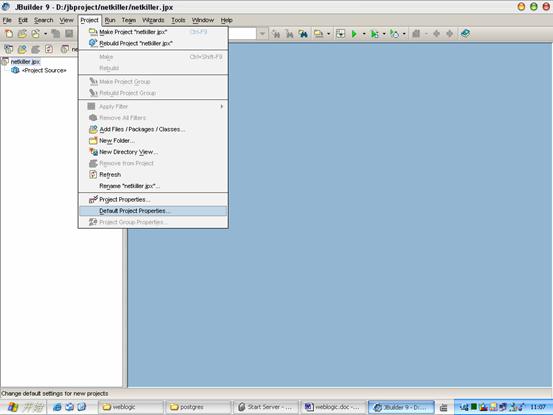 JBuilder 9 - D:/jbproject/netkiller/netkiller.jpx
File Edit Search View Project Run Team Wizards Tools Window Help
Make Project "netkiller.jpx" Ctrl-F9
Rebuild Project "netkiller.jpx"
Make Ctrl+Shift-F9
Rebuild
Make Project Group
Rebuild Project Group
Apply Filter
Remove All Filters
Add Files / Packages / Classes...
New Folder...
New Directory View...
Remove from Project
Refresh
Rename "netkiller.jpx"...
Project Properties...
Default Project Properties...
Project Group Properties...
ne
netkiller.jpx
<Project Source>
Change default settings for new projects
开始 weblogic postgres Start Server - ... weblogic.doc - ... JBuilder 9 - D:... 11:07